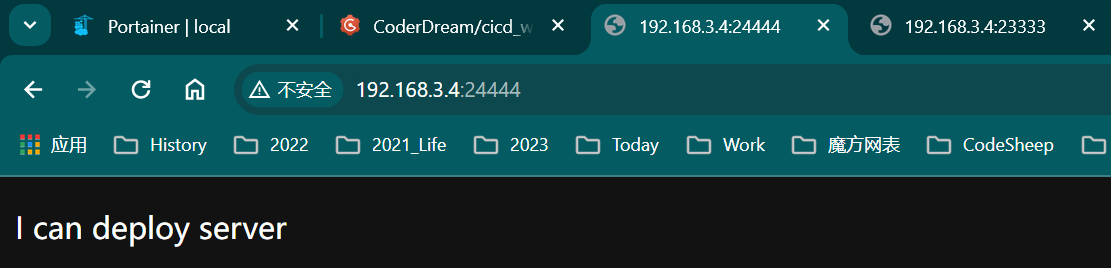 Portainer | local
CoderDream/cicd_w
192.168.3.4:24444
192.168.3.4:23333
不安全
192.168.3.4:24444
应用
History
2022
2021_Life
2023
Today
Work
魔方网表
CodeSheep
I can deploy server